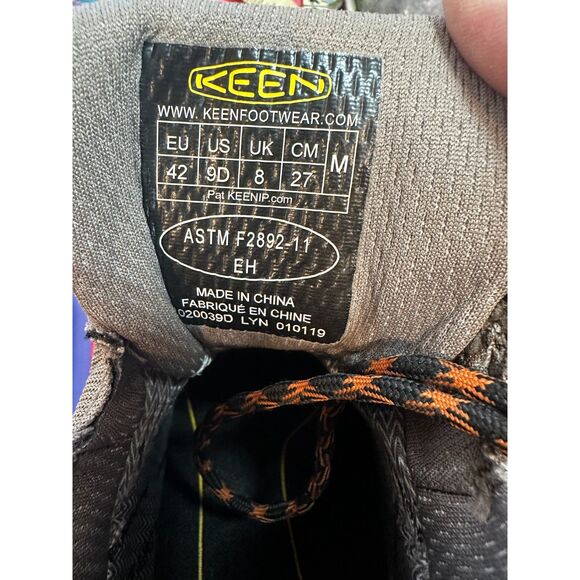 KEEN
WWW.KEENFOOTWEAR.COM
EU US UK CM M
42 9D 8 27
Pat KEENIP.com
ASTM F2892-11
EH
MADE IN CHINA
FABRIQUÉ EN CHINE
020039D LYN 010119